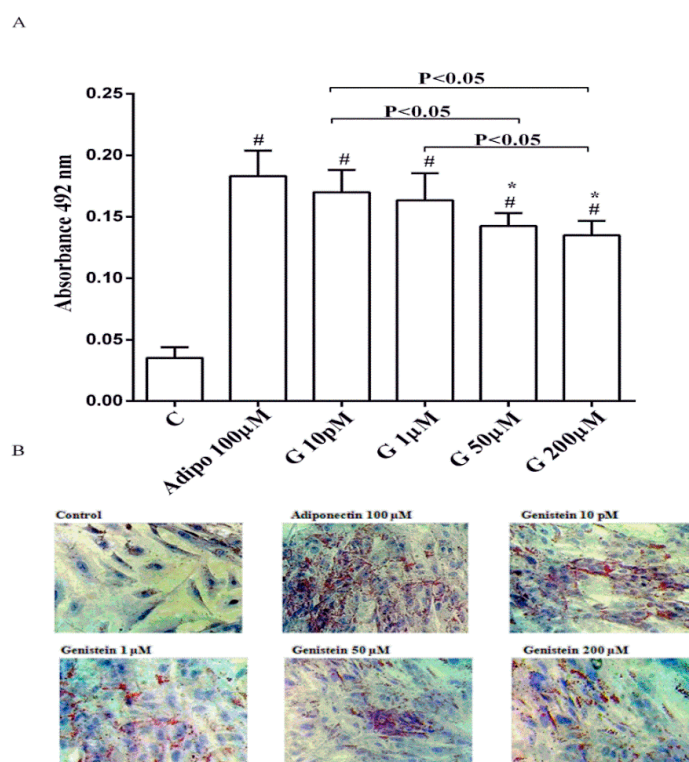 A
P<0.05
P<0.05
P<0.05
Absorbance 492 nm
0.25
0.20
0.15
0.10
0.05
0.00
#
#
#
*
#
*
#
C
Adipo 100µM
G 10pM
G 1µM
G 50µM
G 200µM
B
Control
Adiponectin 100 µM
Genistein 10 pM
Genistein 1 µM
Genistein 50 µM
Genistein 200 µM